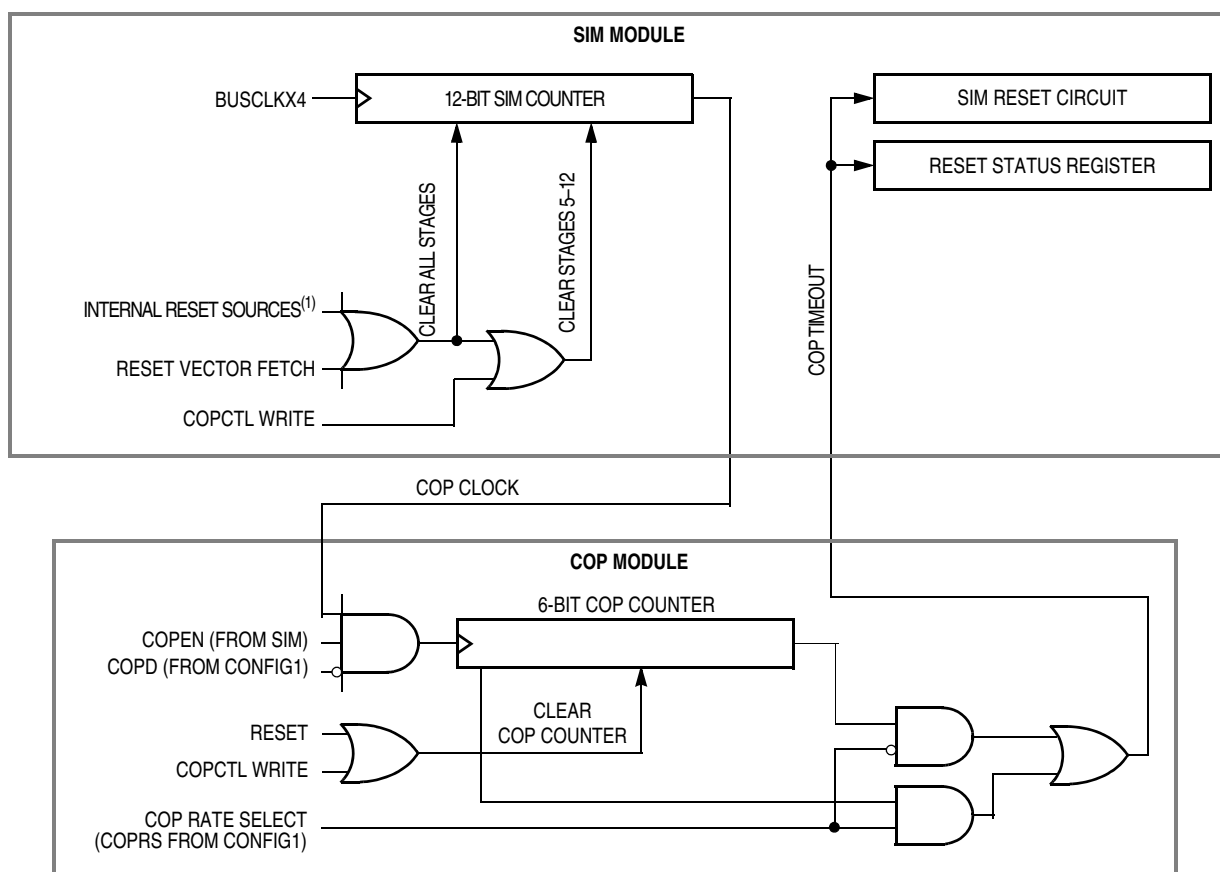 SIM MODULE
BUSCLKX4
12-BIT SIM COUNTER
SIM RESET CIRCUIT
RESET STATUS REGISTER
CLEAR ALL STAGES
CLEAR STAGES 5–12
COP TIMEOUT
INTERNAL RESET SOURCES(1)
RESET VECTOR FETCH
COPCTL WRITE
COP CLOCK
COP MODULE
6-BIT COP COUNTER
COPEN (FROM SIM)
COPD (FROM CONFIG1)
CLEAR
COP COUNTER
RESET
COPCTL WRITE
COP RATE SELECT
(COPRS FROM CONFIG1)